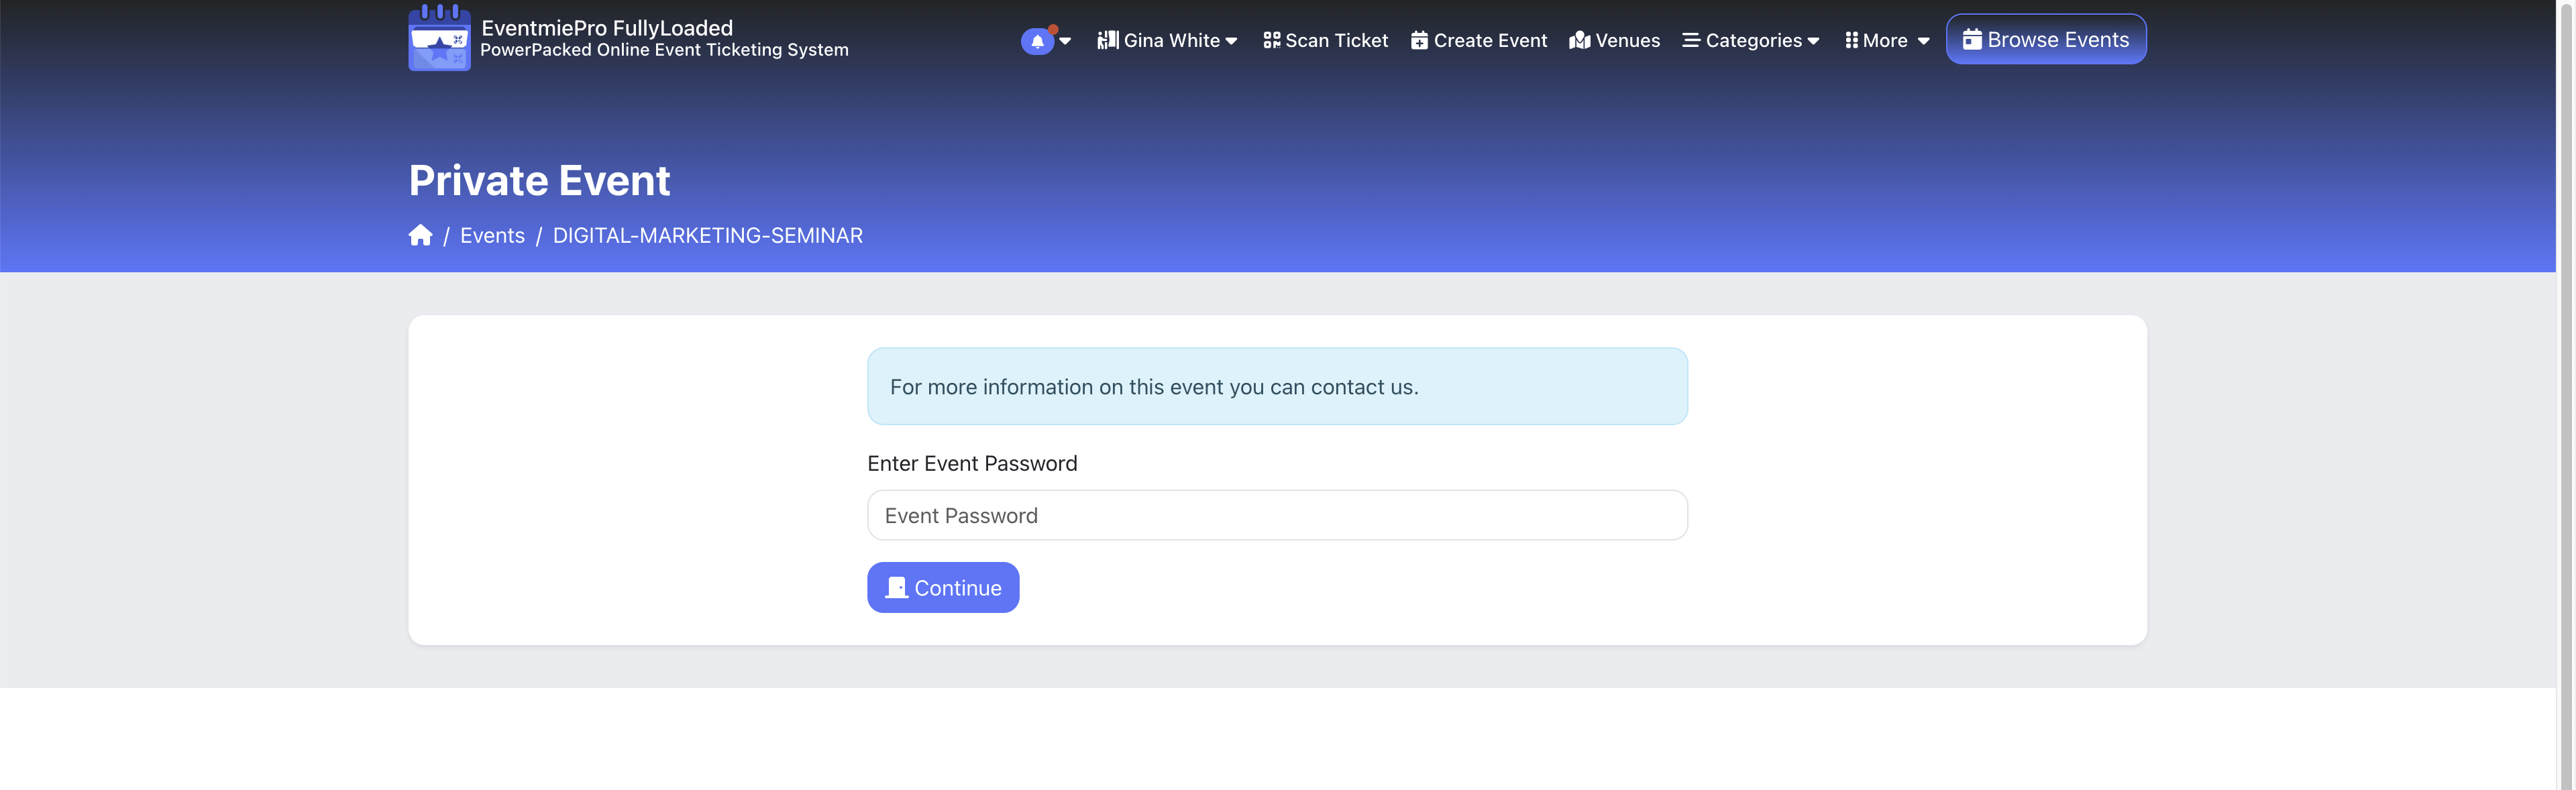 EventmiePro FullyLoaded
PowerPacked Online Event Ticketing System
Gina White
Scan Ticket
Create Event
Venues
Categories
More
Browse Events
Private Event
/ Events / DIGITAL-MARKETING-SEMINAR
For more information on this event you can contact us.
Enter Event Password
Event Password
Continue